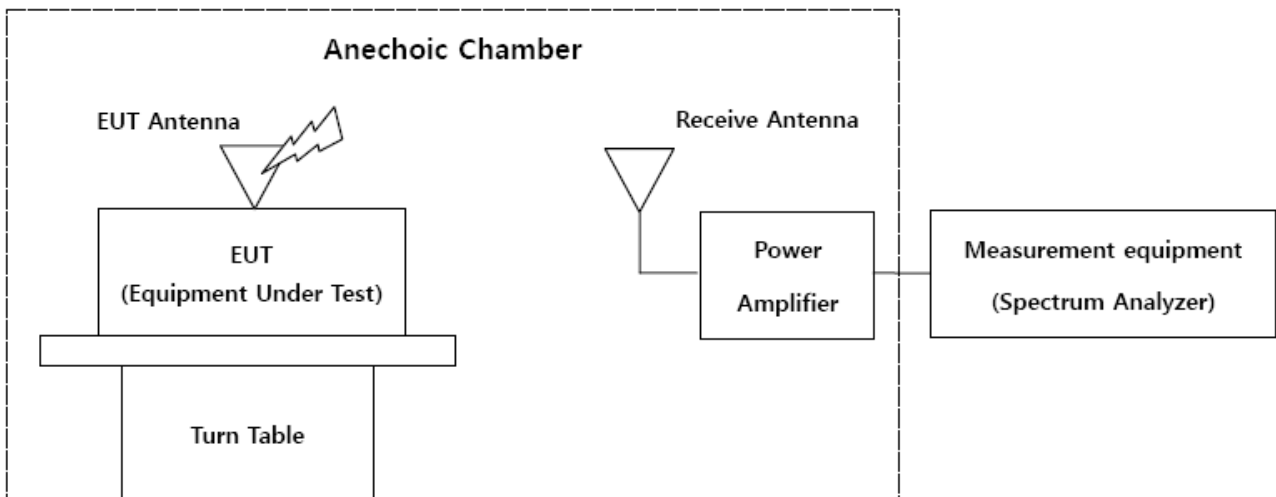 Anechoic Chamber
EUT Antenna
Receive Antenna
EUT
(Equipment Under Test)
Power
Amplifier
Measurement equipment
(Spectrum Analyzer)
Turn Table